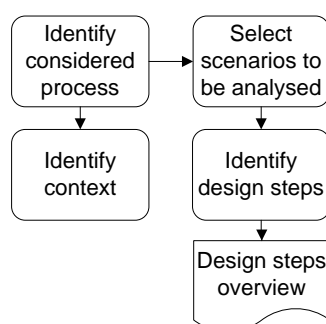 Identify
considered
process
Select
scenarios to
be analysed
Identify
context
Identify
design steps
Design steps
overview